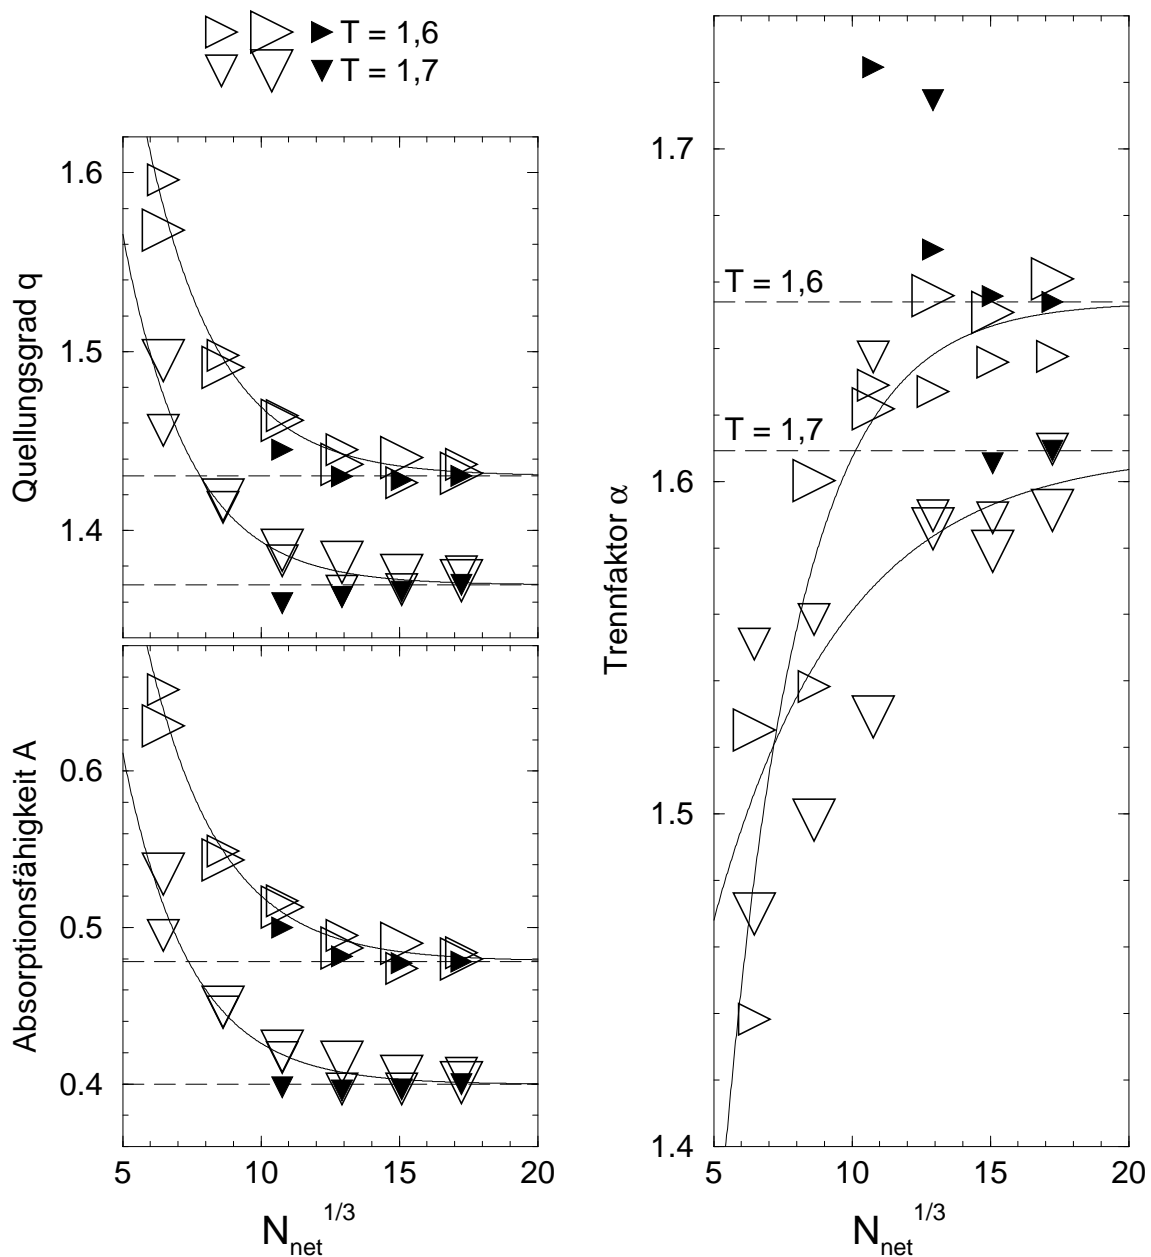 T = 1,6
T = 1,7
Quellungsgrad q
1.6
1.5
1.4
Absorptionsfähigkeit A
0.6
0.5
0.4
5 10 15 20
N_net^1/3
Trennfaktor α
1.7
1.6
1.5
1.4
T = 1,6
T = 1,7
5 10 15 20
N_net^1/3